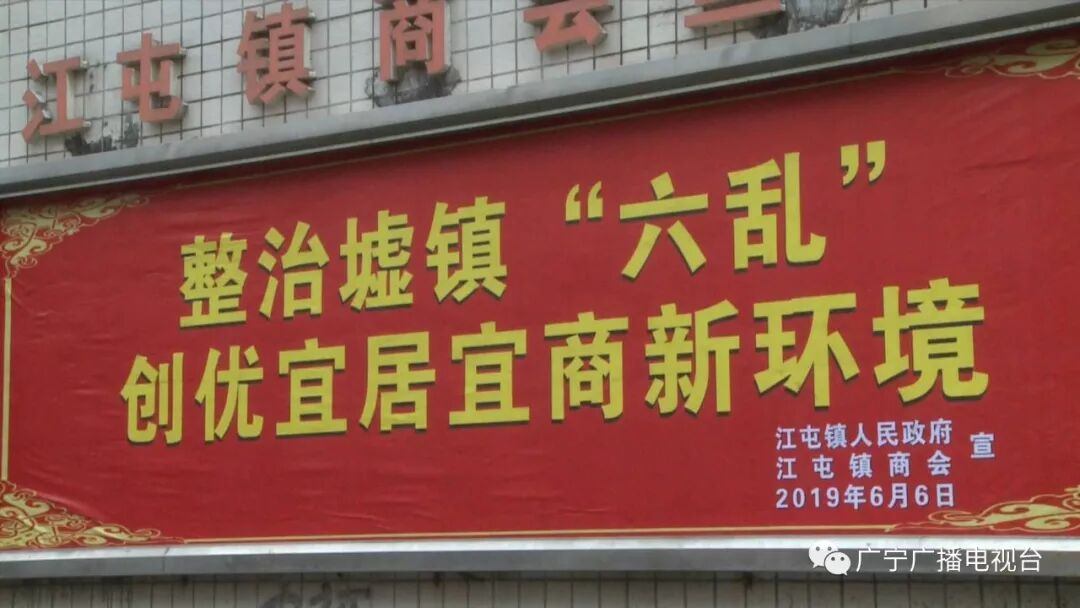 江屯镇商会
整治墟镇“六乱”
创优宜居宜商新环境
江屯镇人民政府
江屯镇商会
宣
2019年6月6日
广宁广播电视台